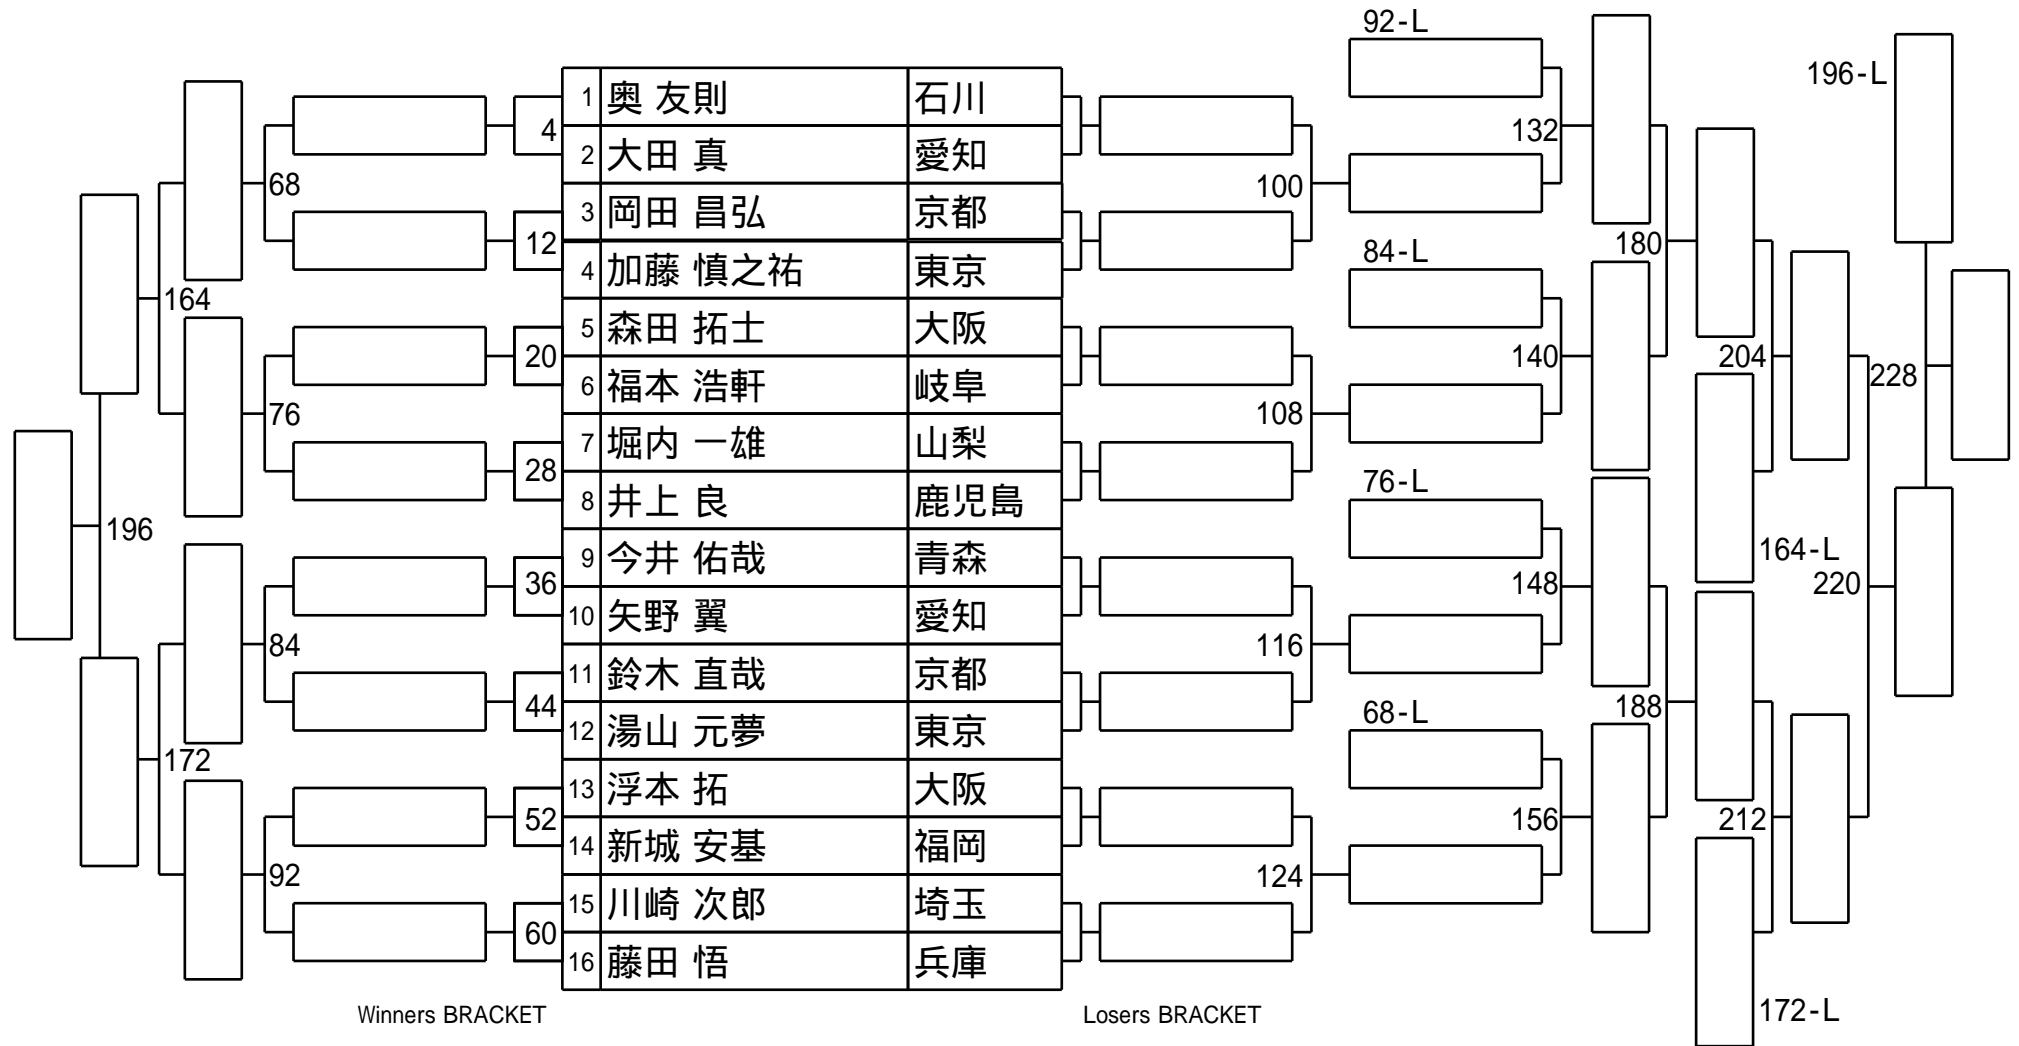 92-L
196-L
1 奥 友則 石川
4
132
2 大田 真 愛知
68
100
3 岡田 昌弘 京都
12
180
84-L
4 加藤 慎之祐 東京
164
5 森田 拓士 大阪
20
140
204
228
6 福本 浩軒 岐阜
76
108
7 堀内 一雄 山梨
28
76-L
8 井上 良 鹿児島
196
164-L
9 今井 佑哉 青森
36
148
220
10 矢野 翼 愛知
84
116
11 鈴木 直哉 京都
44
188
68-L
12 湯山 元夢 東京
172
13 浮本 拓 大阪
52
156
212
14 新城 安基 福岡
92
124
15 川崎 次郎 埼玉
60
16 藤田 悟 兵庫
Winners BRACKET
Losers BRACKET
172-L